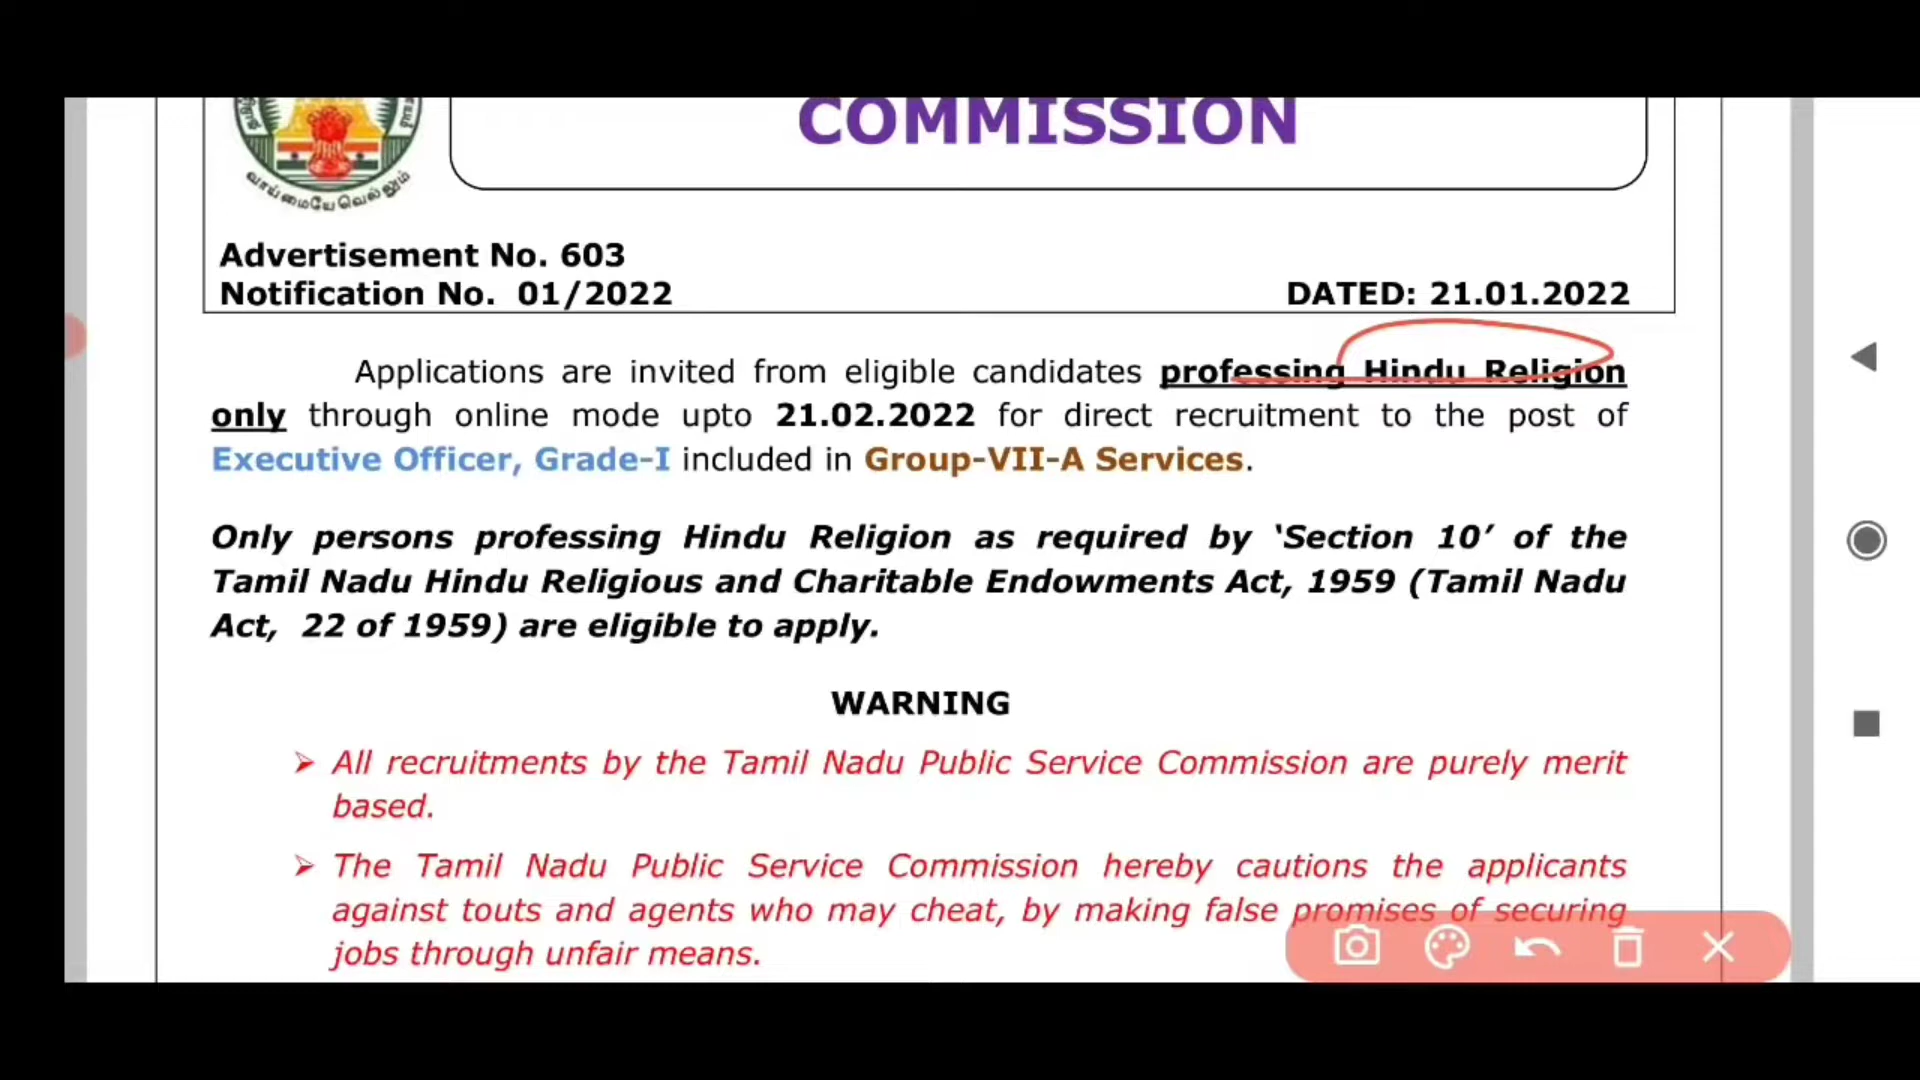 COMMISSION
வாய்மையே வெல்லும்
Advertisement No. 603
Notification No. 01/2022 DATED: 21.01.2022
Applications are invited from eligible candidates professing Hindu Religion
only through online mode upto 21.02.2022 for direct recruitment to the post of
Executive Officer, Grade-I included in Group-VII-A Services.
Only persons professing Hindu Religion as required by ‘Section 10’ of the
Tamil Nadu Hindu Religious and Charitable Endowments Act, 1959 (Tamil Nadu
Act, 22 of 1959) are eligible to apply.
WARNING
All recruitments by the Tamil Nadu Public Service Commission are purely merit
based.
The Tamil Nadu Public Service Commission hereby cautions the applicants
against touts and agents who may cheat, by making false promises of securing
jobs through unfair means.